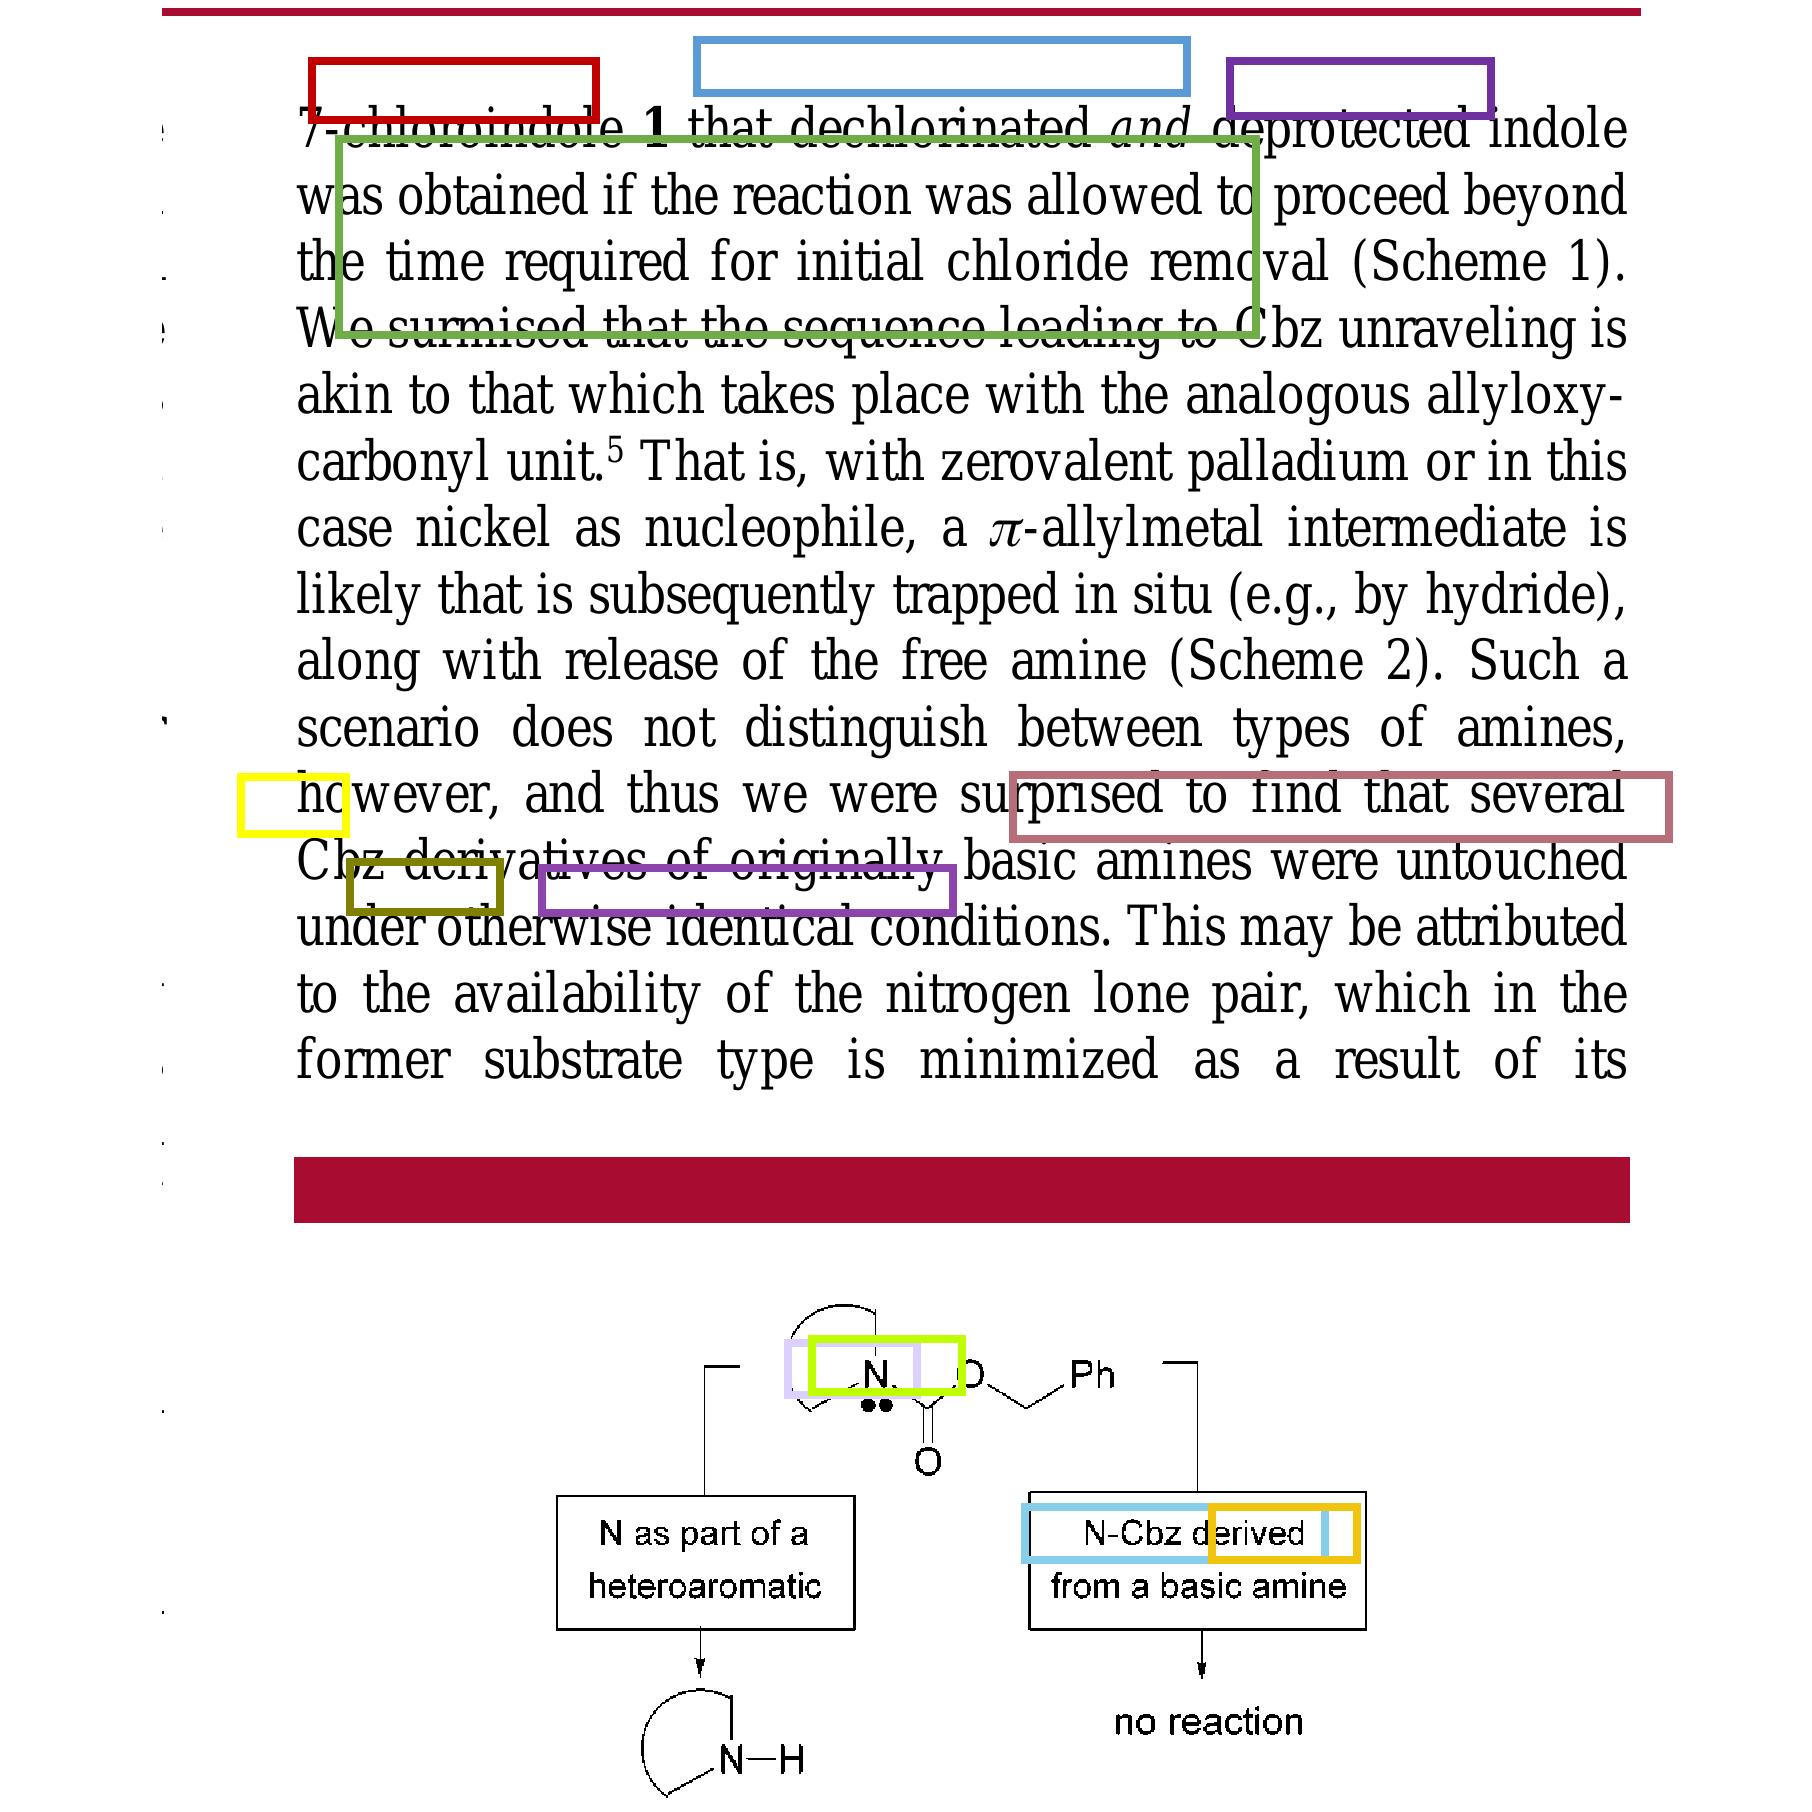 7-chloroindole 1 that dechlorinated and deprotected indole
was obtained if the reaction was allowed to proceed beyond
the time required for initial chloride removal (Scheme 1).
We surmised that the sequence leading to Cbz unraveling is
akin to that which takes place with the analogous allyloxy-
carbonyl unit.⁵ That is, with zerovalent palladium or in this
case nickel as nucleophile, a π-allylmetal intermediate is
likely that is subsequently trapped in situ (e.g., by hydride),
along with release of the free amine (Scheme 2). Such a
scenario does not distinguish between types of amines,
however, and thus we were surprised to find that several
Cbz derivatives of originally basic amines were untouched
under otherwise identical conditions. This may be attributed
to the availability of the nitrogen lone pair, which in the
former substrate type is minimized as a result of its
N O Ph
O
N as part of a
heteroaromatic
N-Cbz derived
from a basic amine
no reaction
N-H